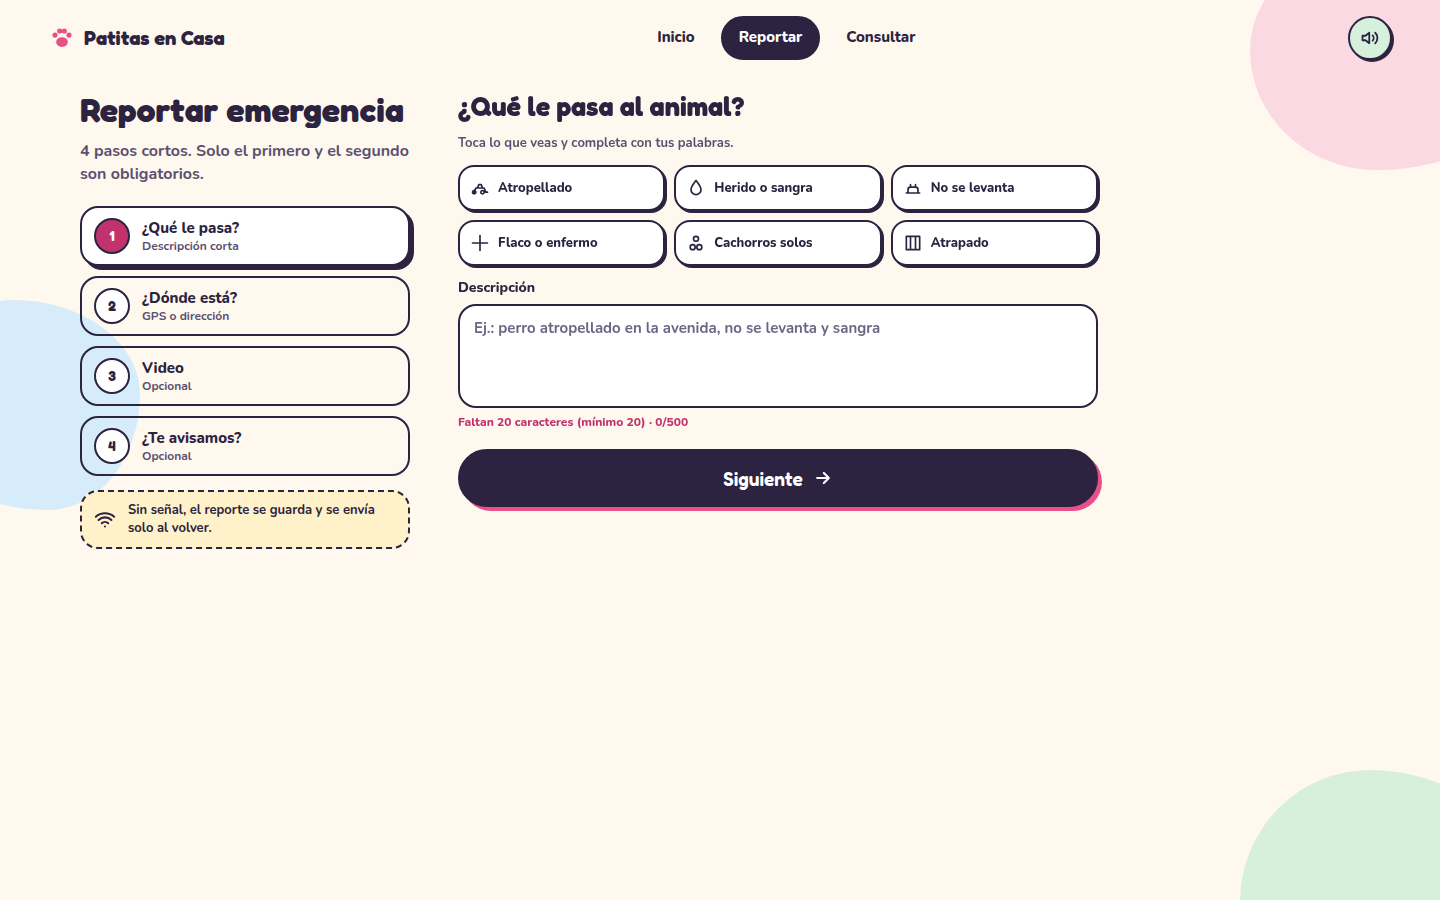 Patitas en Casa
Inicio
Reportar
Consultar
Reportar emergencia
4 pasos cortos. Solo el primero y el segundo
son obligatorios.
1
¿Qué le pasa?
Descripción corta
2
¿Dónde está?
GPS o dirección
3
Video
Opcional
4
¿Te avisamos?
Opcional
Sin señal, el reporte se guarda y se envía
solo al volver.
¿Qué le pasa al animal?
Toca lo que veas y completa con tus palabras.
Atropellado
Herido o sangra
No se levanta
Flaco o enfermo
Cachorros solos
Atrapado
Descripción
Ej.: perro atropellado en la avenida, no se levanta y sangra
Faltan 20 caracteres (mínimo 20) · 0/500
Siguiente